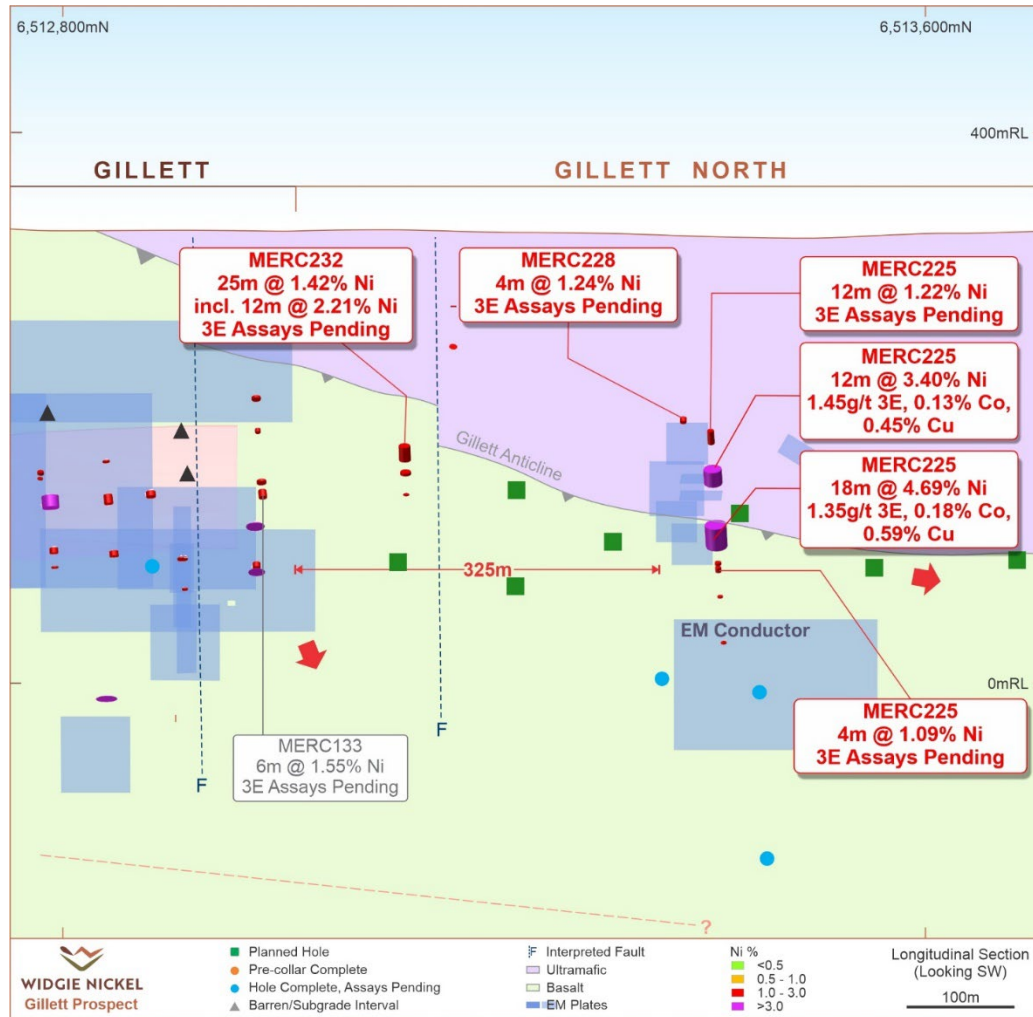 6,512,800mN
6,513,600mN
400mRL
GILLETT
GILLETT NORTH
MERC232
25m @ 1.42% Ni
incl. 12m @ 2.21% Ni
3E Assays Pending
MERC228
4m @ 1.24% Ni
3E Assays Pending
MERC225
12m @ 1.22% Ni
3E Assays Pending
MERC225
12m @ 3.40% Ni
1.45g/t 3E, 0.13% Co,
0.45% Cu
Gillett Anticline
MERC225
18m @ 4.69% Ni
1.35g/t 3E, 0.18% Co,
0.59% Cu
325m
EM Conductor
0mRL
MERC225
4m @ 1.09% Ni
3E Assays Pending
MERC133
6m @ 1.55% Ni
3E Assays Pending
F
F
?
WIDGIE NICKEL
Gillett Prospect
Planned Hole
Pre-collar Complete
Hole Complete, Assays Pending
Barren/Subgrade Interval
F Interpreted Fault
Ultramafic
Basalt
EM Plates
Ni %
<0.5
0.5 - 1.0
1.0 - 3.0
>3.0
Longitudinal Section
(Looking SW)
100m